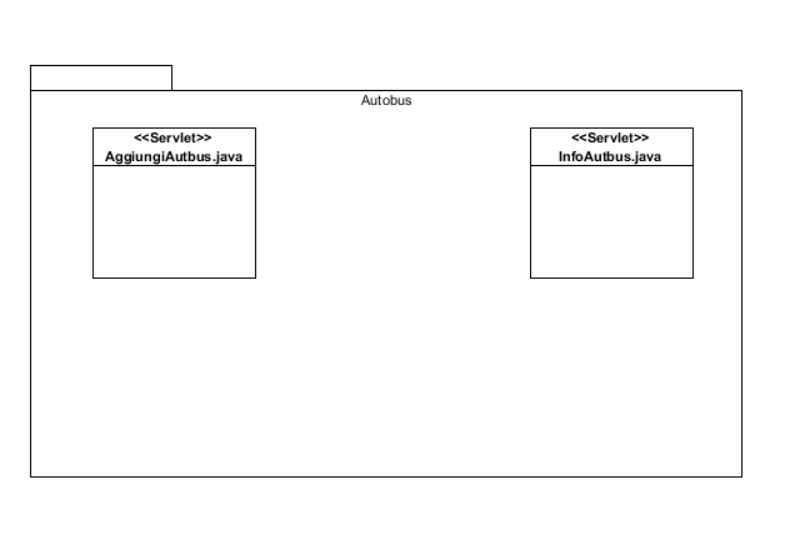 Autobus
<<Servlet>>
AggiungiAutbus.java
<<Servlet>>
InfoAutbus.java